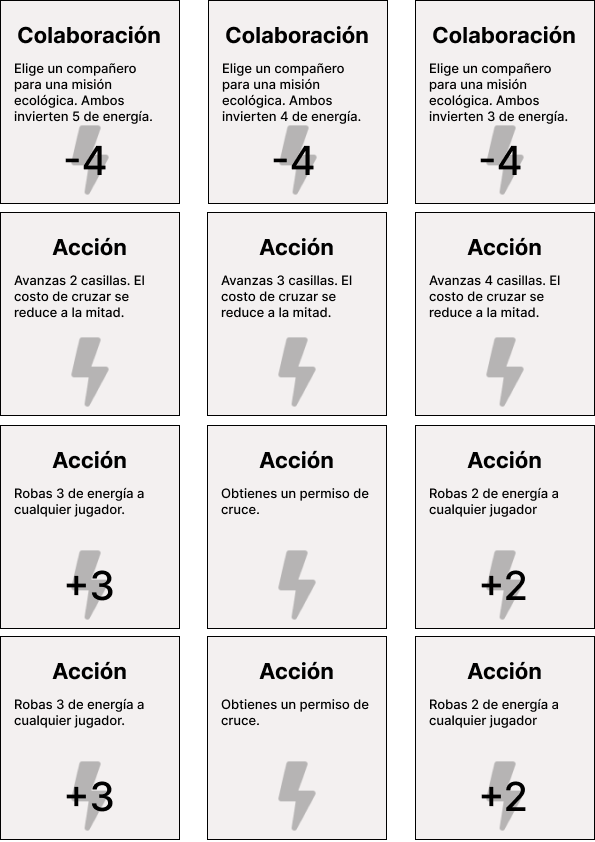 Colaboración
Elige un compañero
para una misión
ecológica. Ambos
invierten 5 de energía.
-4
Colaboración
Elige un compañero
para una misión
ecológica. Ambos
invierten 4 de energía.
-4
Colaboración
Elige un compañero
para una misión
ecológica. Ambos
invierten 3 de energía.
-4
Acción
Avanzas 2 casillas. El
costo de cruzar se
reduce a la mitad.
Acción
Avanzas 3 casillas. El
costo de cruzar se
reduce a la mitad.
Acción
Avanzas 4 casillas. El
costo de cruzar se
reduce a la mitad.
Acción
Robas 3 de energía a
cualquier jugador.
+3
Acción
Obtienes un permiso de
cruce.
Acción
Robas 2 de energía a
cualquier jugador
+2
Acción
Robas 3 de energía a
cualquier jugador.
+3
Acción
Obtienes un permiso de
cruce.
Acción
Robas 2 de energía a
cualquier jugador
+2